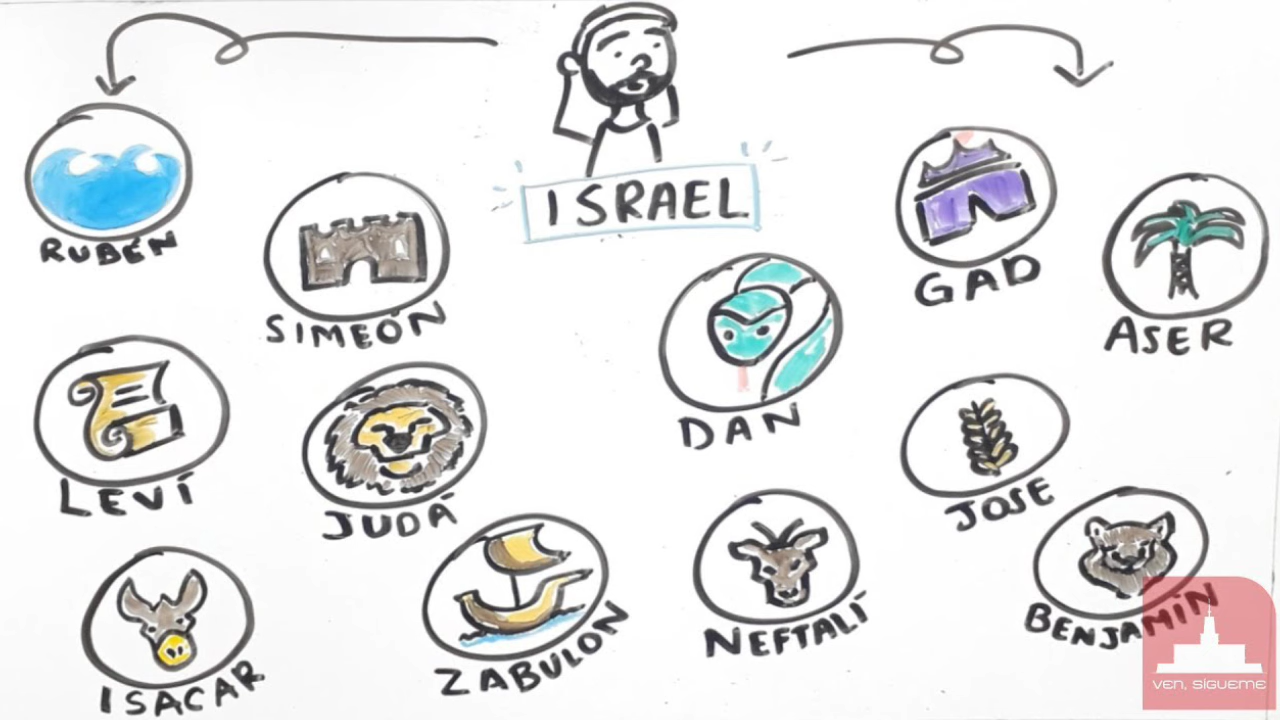 ISRAEL
RUBÉN
SIMEÓN
GAD
ASER
LEVÍ
JUDÁ
DAN
JOSE
ISACAR
ZABULON
NEFTALÍ
BENJAMÍN
VEN, SÍGUEME